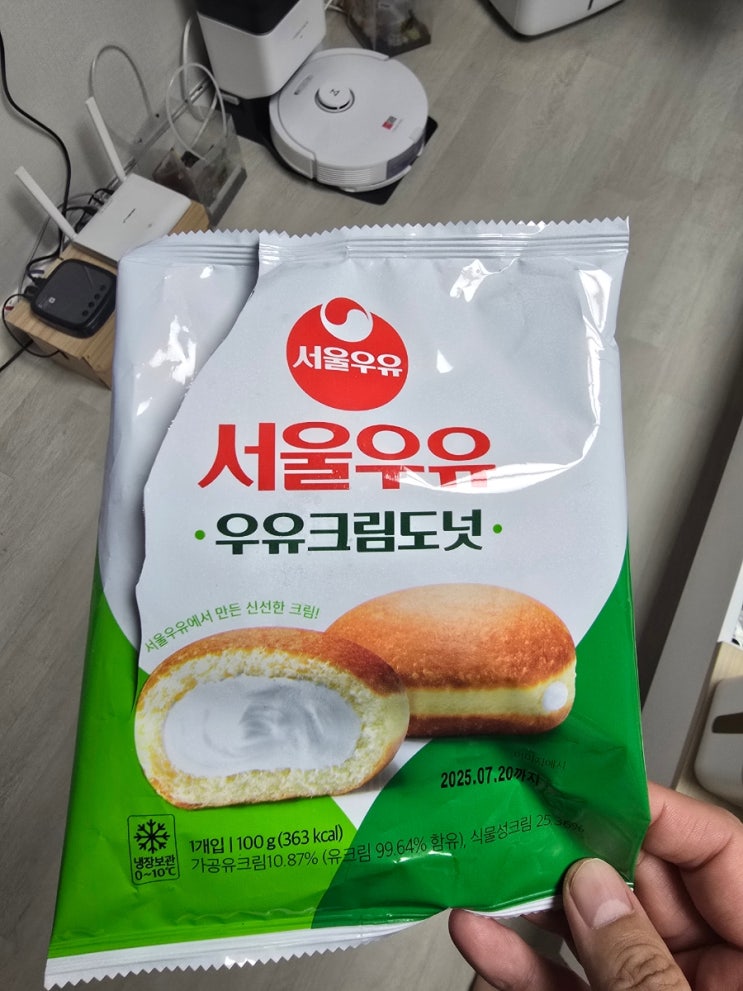 서울우유
서울우유
·우유크림도넛·
서울우유에서 만든 신선한 크림!
2025.07.20까지
냉장보관
0~10℃
1개입 | 100 g (363 kcal)
가공유크림10.87% (유크림 99.64% 함유), 식물성크림 25.36%